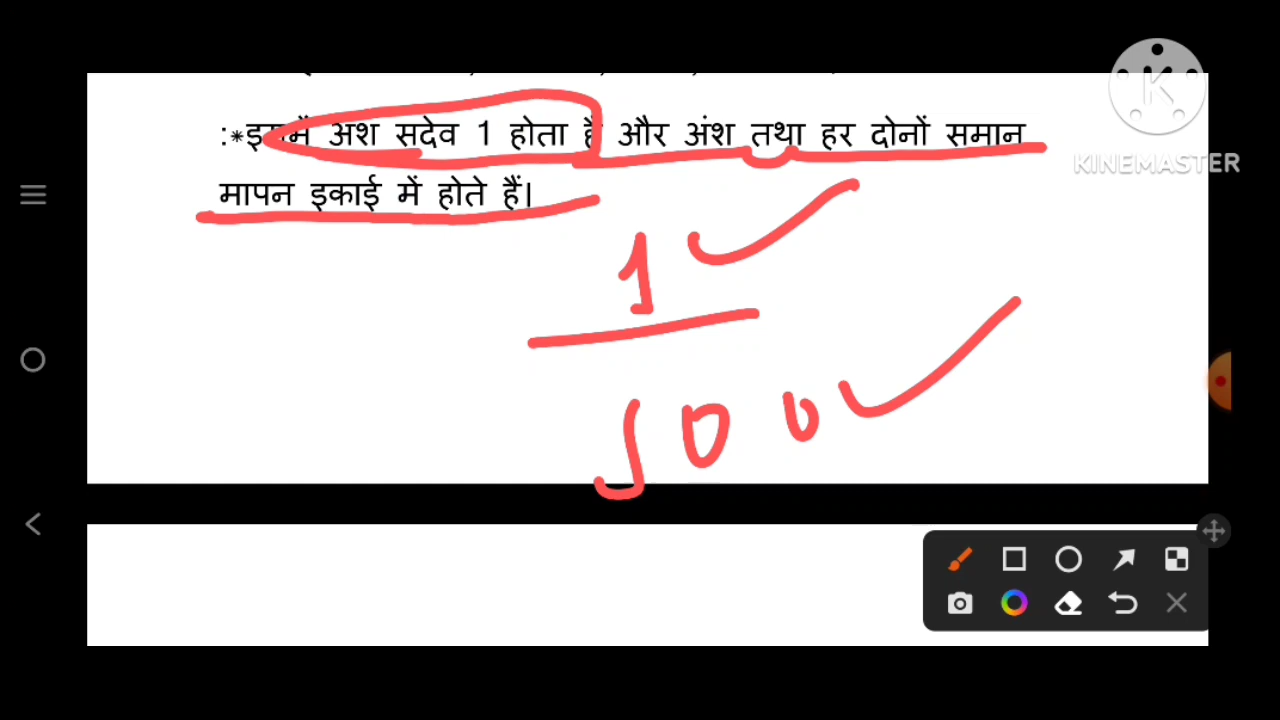 :*इसमें अंश सदेव 1 होता है और अंश तथा हर दोनों समान
मापन इकाई में होते हैं।
KINEMASTER
1
500